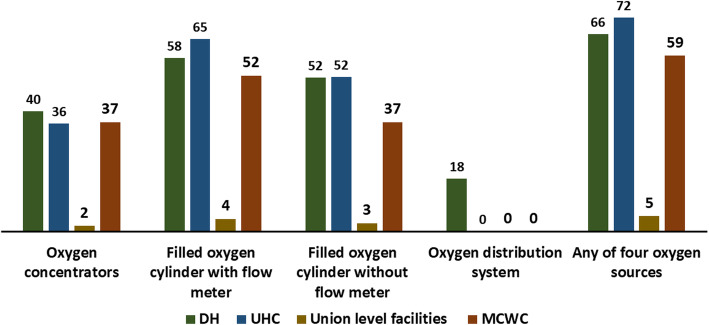 40
36
2
37
58
65
4
52
52
52
3
37
18
0
0
0
66
72
5
59
Oxygen
concentrators
Filled oxygen
cylinder with flow
meter
Filled oxygen
cylinder without
flow meter
Oxygen distribution
system
Any of four oxygen
sources
DH
UHC
Union level facilities
MCWC